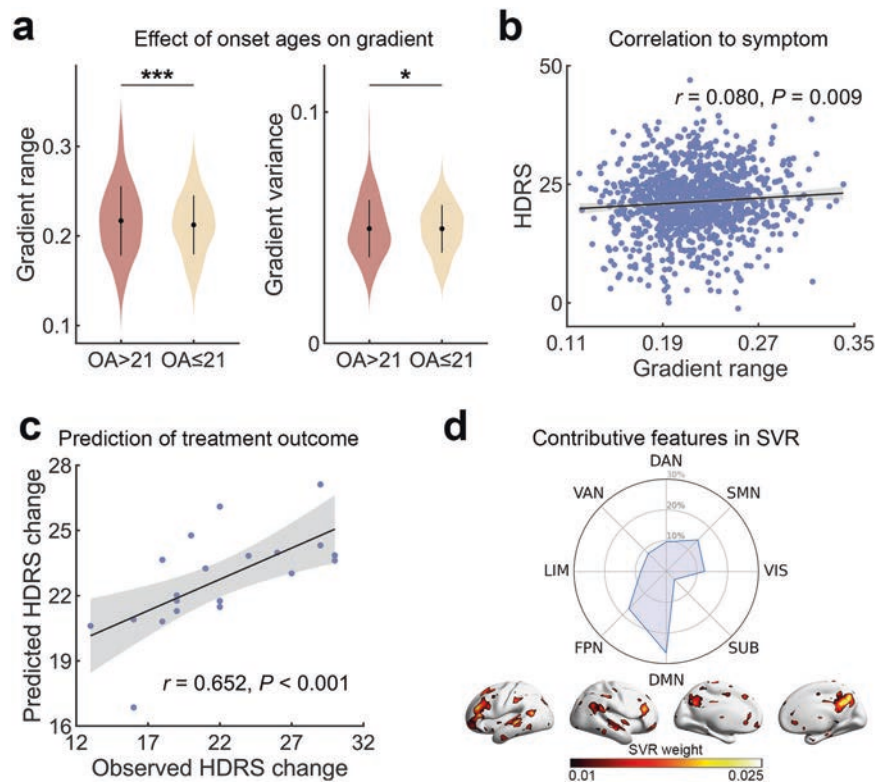 a
Effect of onset ages on gradient
Gradient range
0.3
0.2
0.1
***
OA>21 OA≤21
Gradient variance
0.1
0
*
OA>21 OA≤21
b
Correlation to symptom
r = 0.080, P = 0.009
HDRS
50
25
0
0.11 0.19 0.27 0.35
Gradient range
c
Prediction of treatment outcome
Predicted HDRS change
28
25
22
19
16
r = 0.652, P < 0.001
12 17 22 27 32
Observed HDRS change
d
Contributive features in SVR
DAN
30%
20%
10%
VAN SMN
LIM VIS
FPN SUB
DMN
SVR weight
0.01 0.025